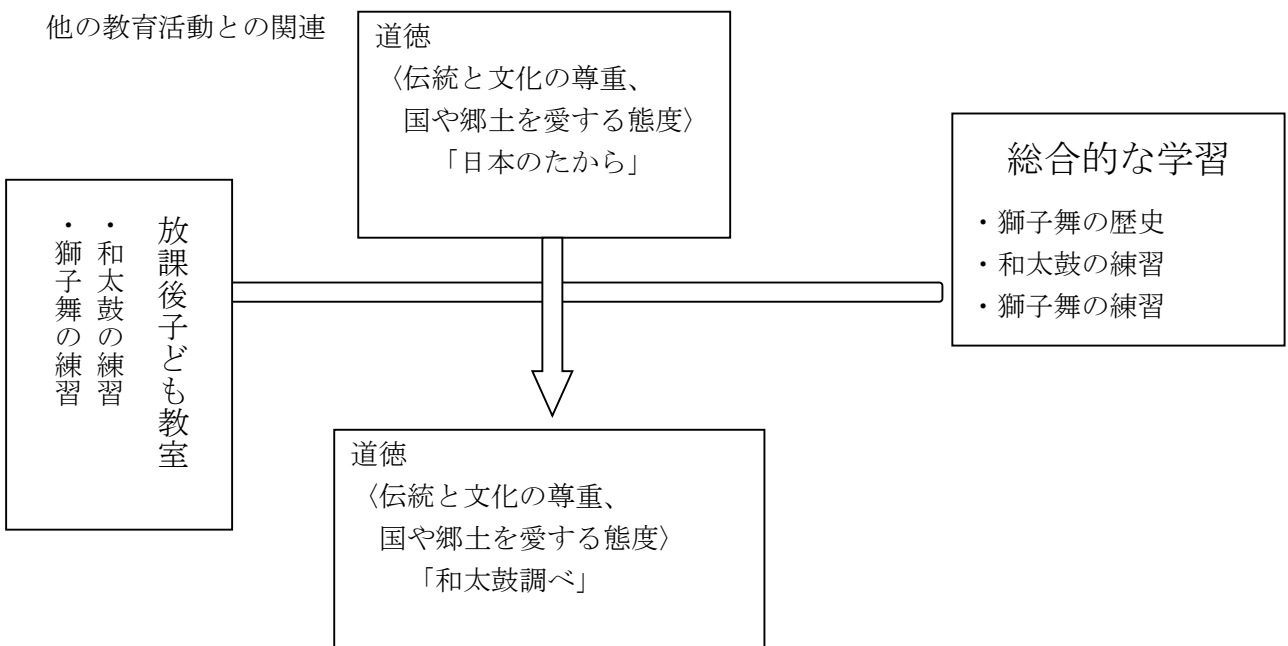 他の教育活動との関連
道徳
〈伝統と文化の尊重、
国や郷土を愛する態度〉
「日本のたから」
総合的な学習
・獅子舞の歴史
・和太鼓の練習
・獅子舞の練習
放課後子ども教室
・和太鼓の練習
・獅子舞の練習
道徳
〈伝統と文化の尊重、
国や郷土を愛する態度〉
「和太鼓調べ」